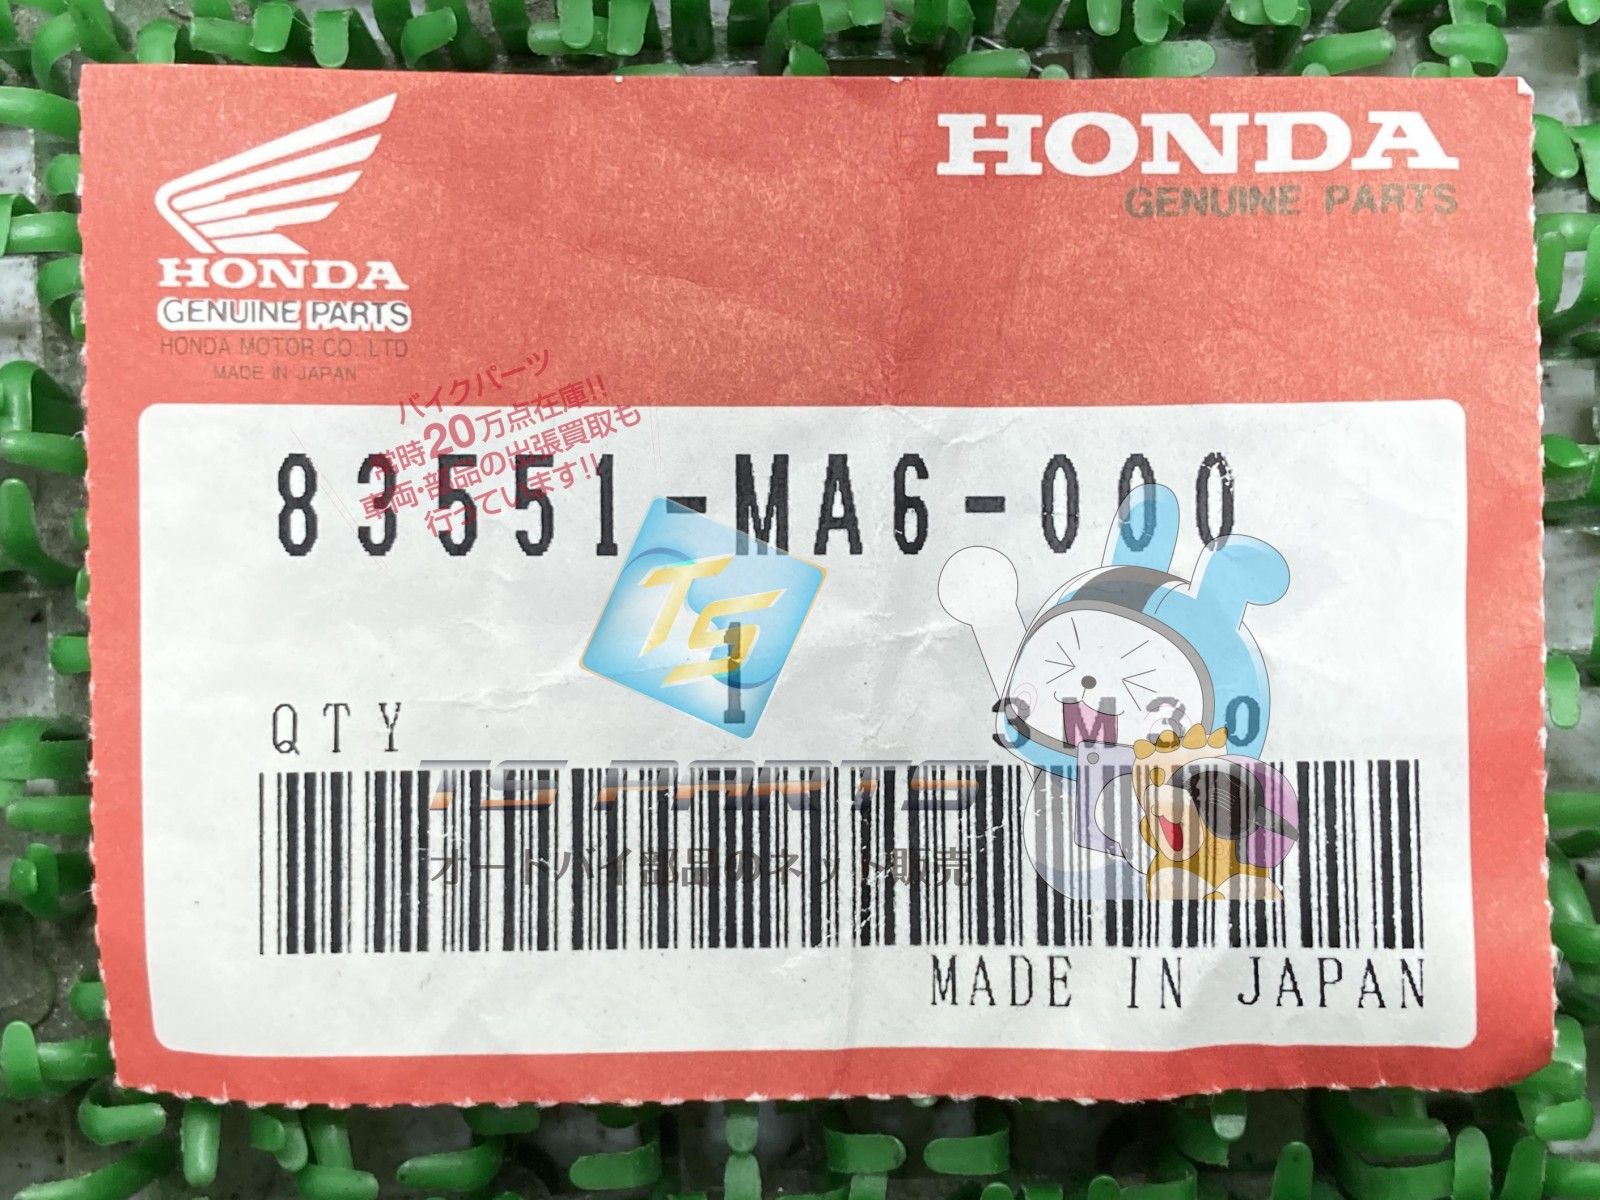 HONDA
GENUINE PARTS
HONDA
GENUINE PARTS
HONDA MOTOR CO.,LTD
MADE IN JAPAN
バイクパーツ
常時20万点在庫!!
車両・部品の出張買取も
行っています!!
83551-MA6-000
TS
1
QTY
3M30
TS PARTS
オートバイ部品のネット販売
MADE IN JAPAN